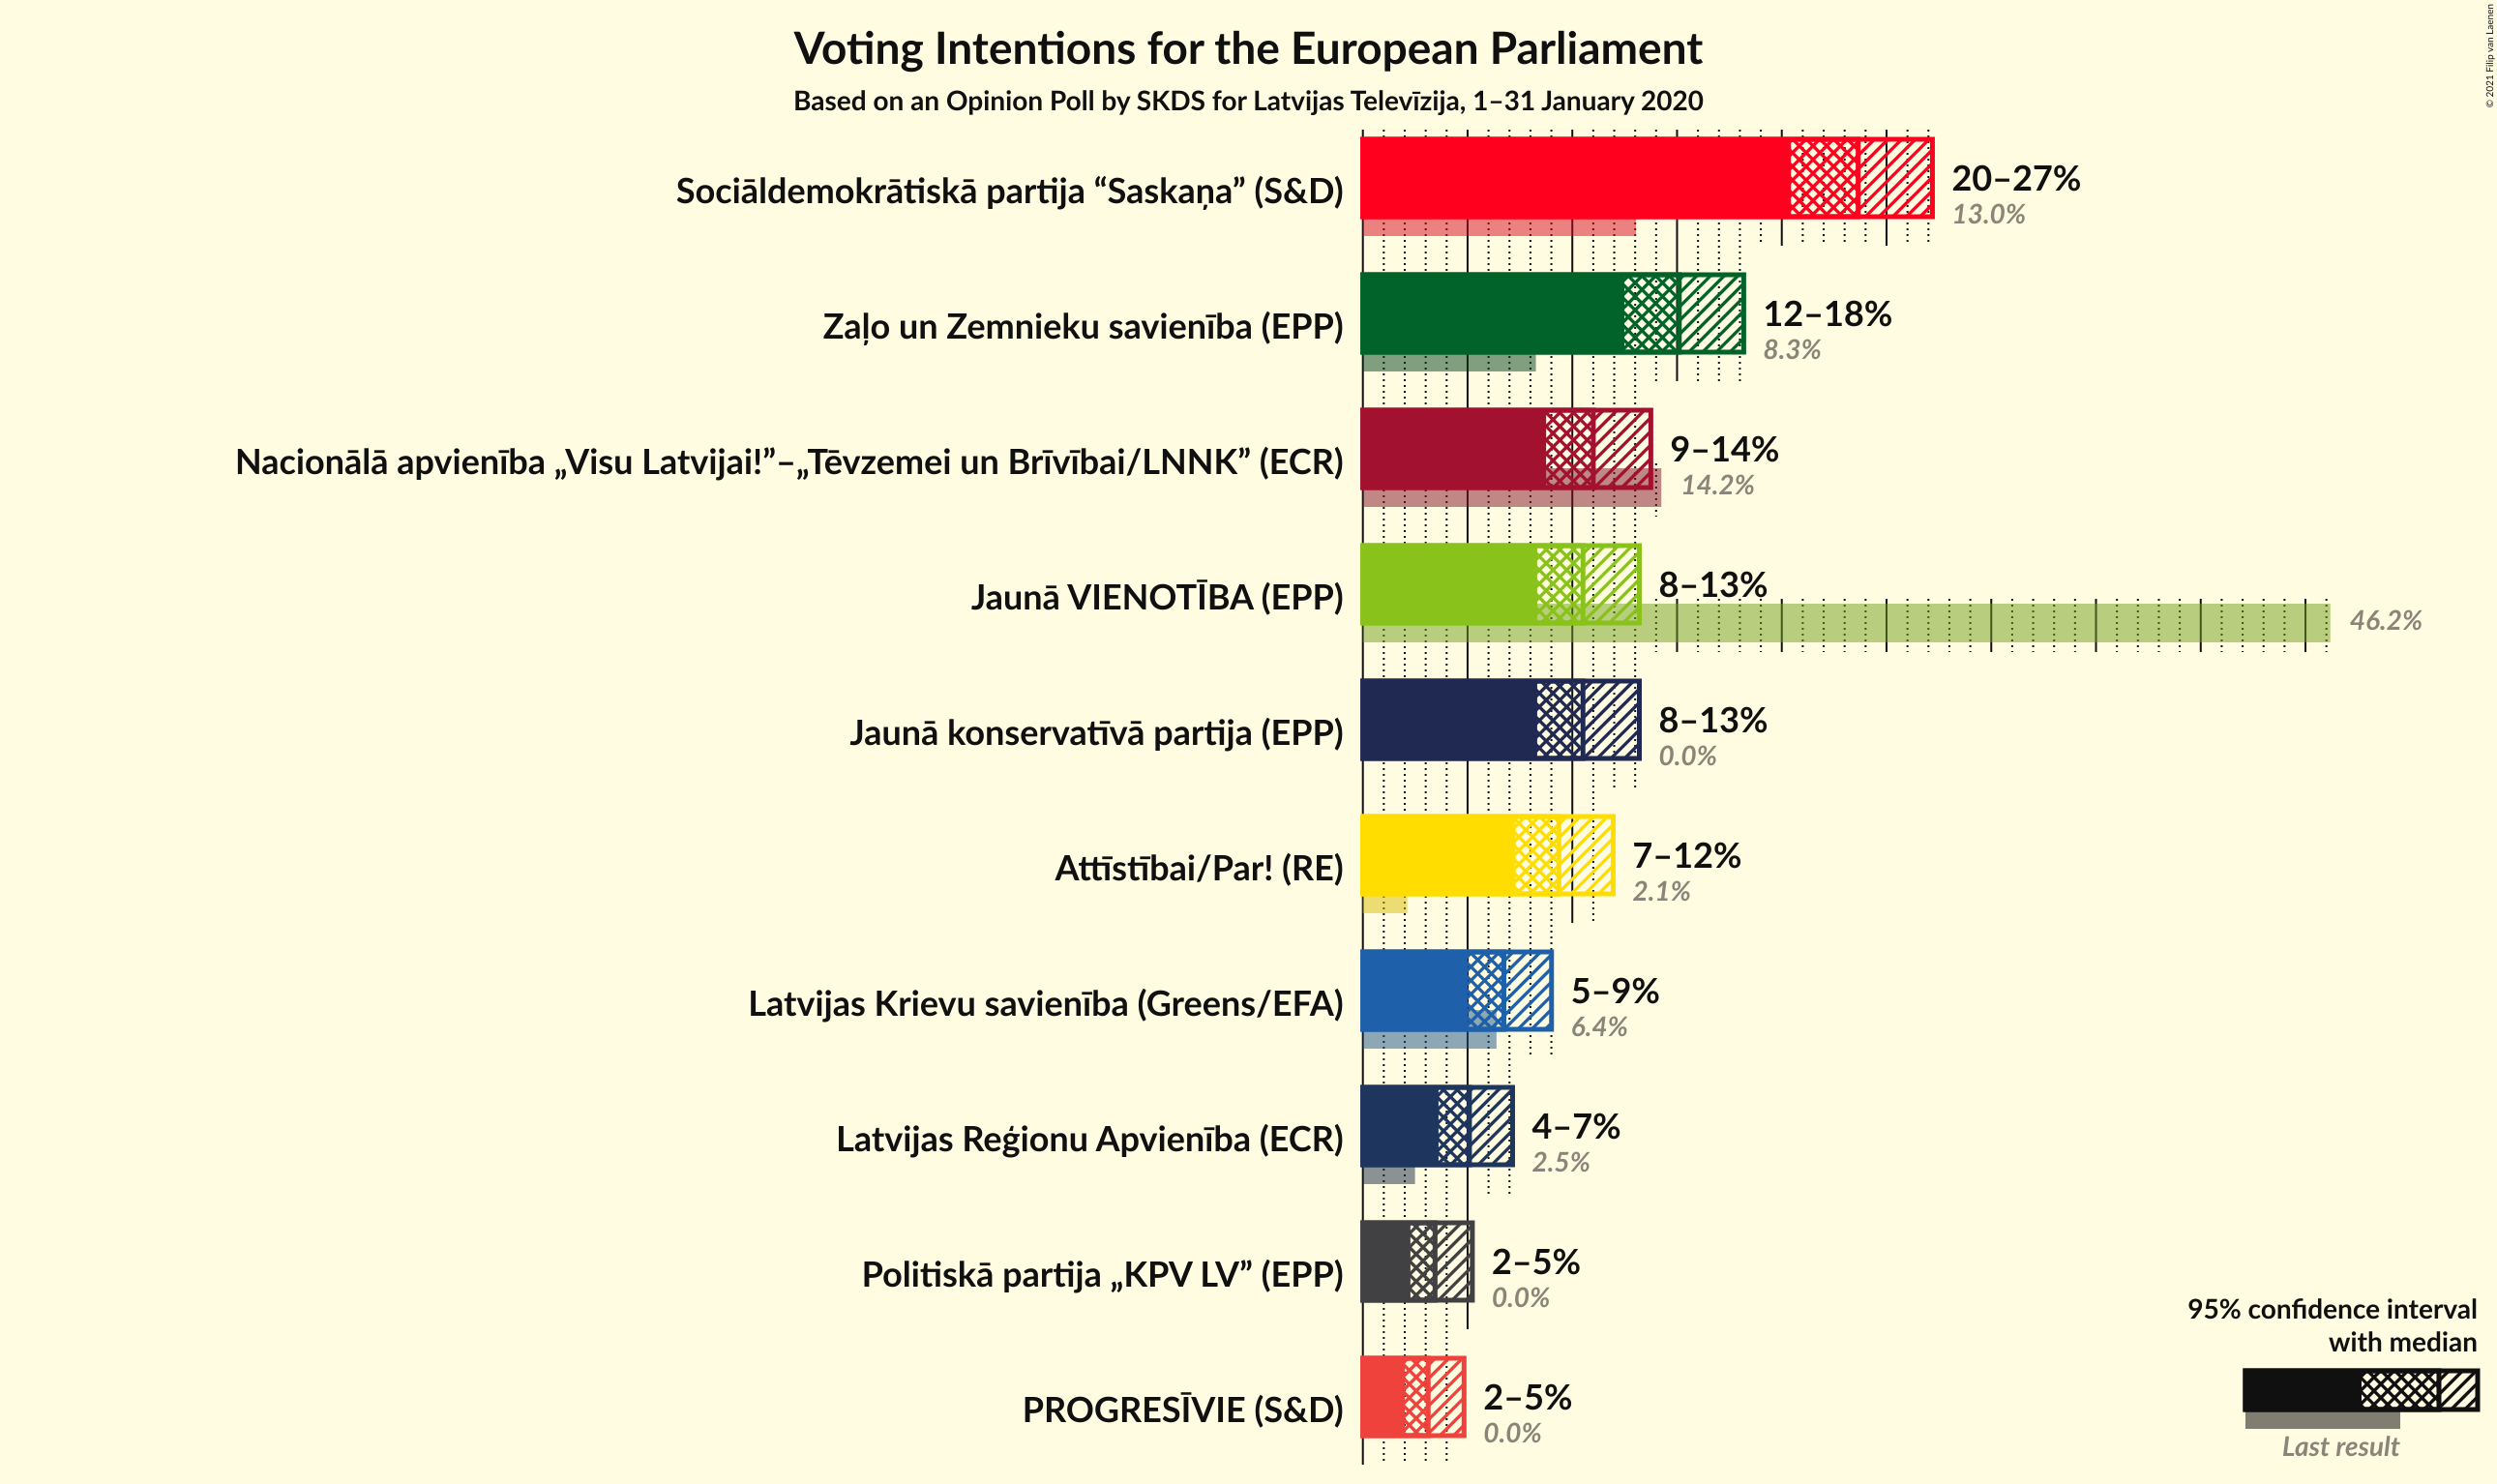 Voting Intentions for the European Parliament
Based on an Opinion Poll by SKDS for Latvijas Televīzija, 1–31 January 2020
© 2021 Filip van Laenen
Sociāldemokrātiskā partija “Saskaņa” (S&D)
20–27%
13.0%
Zaļo un Zemnieku savienība (EPP)
12–18%
8.3%
Nacionālā apvienība „Visu Latvijai!”–„Tēvzemei un Brīvībai/LNNK” (ECR)
9–14%
14.2%
Jaunā VIENOTĪBA (EPP)
8–13%
46.2%
Jaunā konservatīvā partija (EPP)
8–13%
0.0%
Attīstībai/Par! (RE)
7–12%
2.1%
Latvijas Krievu savienība (Greens/EFA)
5–9%
6.4%
Latvijas Reģionu Apvienība (ECR)
4–7%
2.5%
Politiskā partija „KPV LV” (EPP)
2–5%
0.0%
PROGRESĪVIE (S&D)
2–5%
0.0%
95% confidence interval
with median
Last result